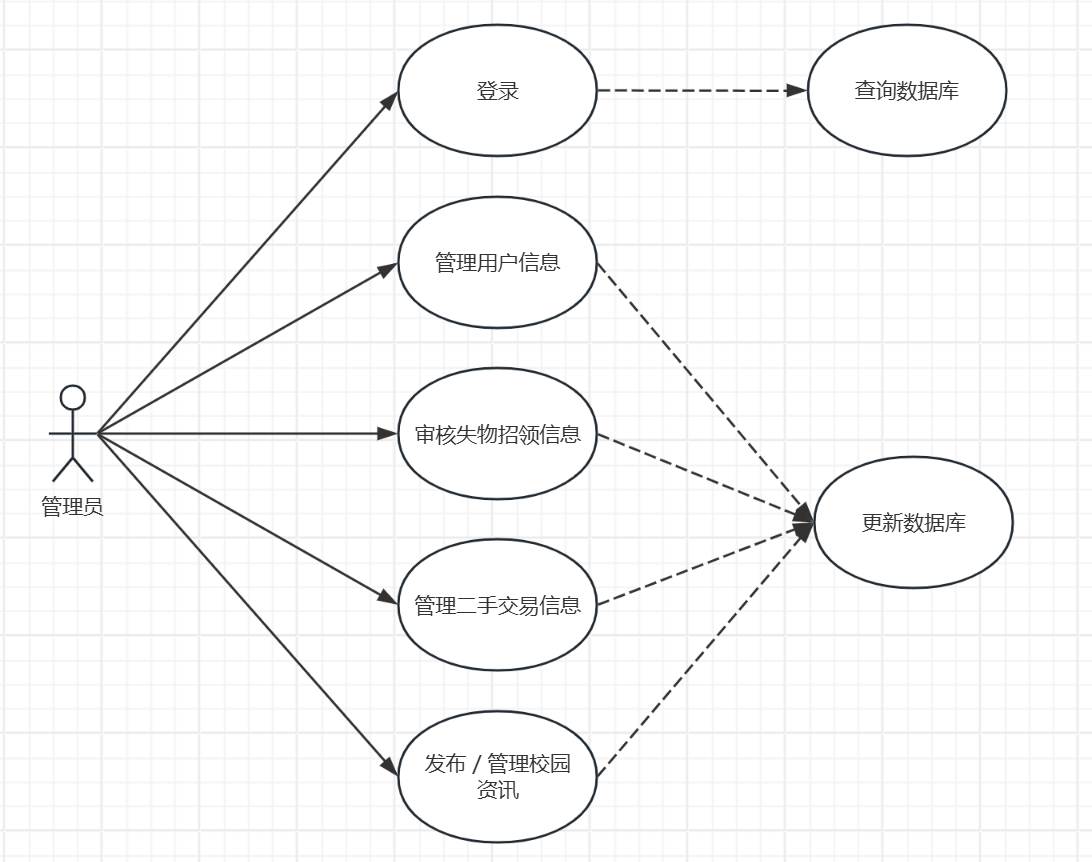 登录
查询数据库
管理用户信息
审核失物招领信息
管理员
更新数据库
管理二手交易信息
发布 / 管理校园
资讯